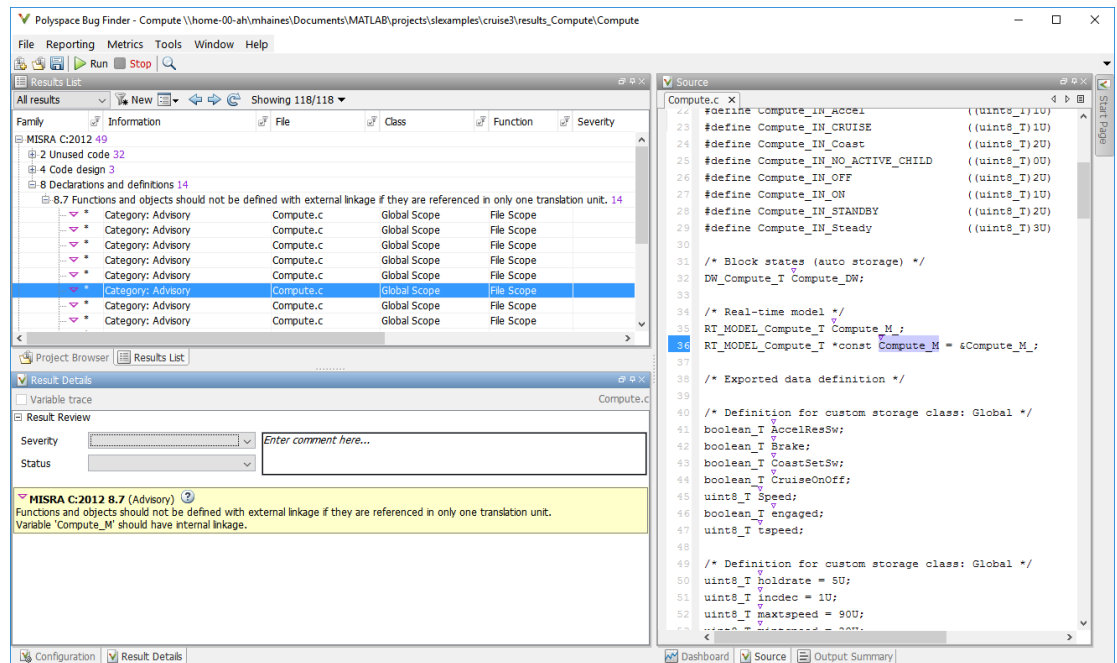 Polyspace Bug Finder - Compute \\home-00-ah\mhaines\Documents\MATLAB\projects\slexamples\cruise3\results_Compute\Compute
File Reporting Metrics Tools Window Help
Run Stop
Results List
All results New Showing 118/118
Family Information File Class Function Severity
MISRA C:2012 49
2 Unused code 32
4 Code design 3
8 Declarations and definitions 14
8.7 Functions and objects should not be defined with external linkage if they are referenced in only one translation unit. 14
* Category: Advisory Compute.c Global Scope File Scope
* Category: Advisory Compute.c Global Scope File Scope
* Category: Advisory Compute.c Global Scope File Scope
* Category: Advisory Compute.c Global Scope File Scope
* Category: Advisory Compute.c Global Scope File Scope
* Category: Advisory Compute.c Global Scope File Scope
* Category: Advisory Compute.c Global Scope File Scope
* Category: Advisory Compute.c Global Scope File Scope
Project Browser Results List
Result Details
Variable trace Compute.c
Result Review
Severity Enter comment here...
Status
MISRA C:2012 8.7 (Advisory) ?
Functions and objects should not be defined with external linkage if they are referenced in only one translation unit.
Variable 'Compute_M' should have internal linkage.
Configuration Result Details
Source
Compute.c
22 #define Compute_IN_Accel ((uint8_T)1U)
23 #define Compute_IN_CRUISE ((uint8_T)1U)
24 #define Compute_IN_Coast ((uint8_T)2U)
25 #define Compute_IN_NO_ACTIVE_CHILD ((uint8_T)0U)
26 #define Compute_IN_OFF ((uint8_T)2U)
27 #define Compute_IN_ON ((uint8_T)1U)
28 #define Compute_IN_STANDBY ((uint8_T)2U)
29 #define Compute_IN_Steady ((uint8_T)3U)
30
31 /* Block states (auto storage) */
32 DW_Compute_T Compute_DW;
33
34 /* Real-time model */
35 RT_MODEL_Compute_T Compute_M_;
36 RT_MODEL_Compute_T *const Compute_M = &Compute_M_;
37
38 /* Exported data definition */
39
40 /* Definition for custom storage class: Global */
41 boolean_T AccelResSw;
42 boolean_T Brake;
43 boolean_T CoastSetSw;
44 boolean_T CruiseOnOff;
45 uint8_T Speed;
46 boolean_T engaged;
47 uint8_T tspeed;
48
49 /* Definition for custom storage class: Global */
50 uint8_T holdrate = 5U;
51 uint8_T incdec = 1U;
52 uint8_T maxtspeed = 90U;
Dashboard Source Output Summary
Start Page